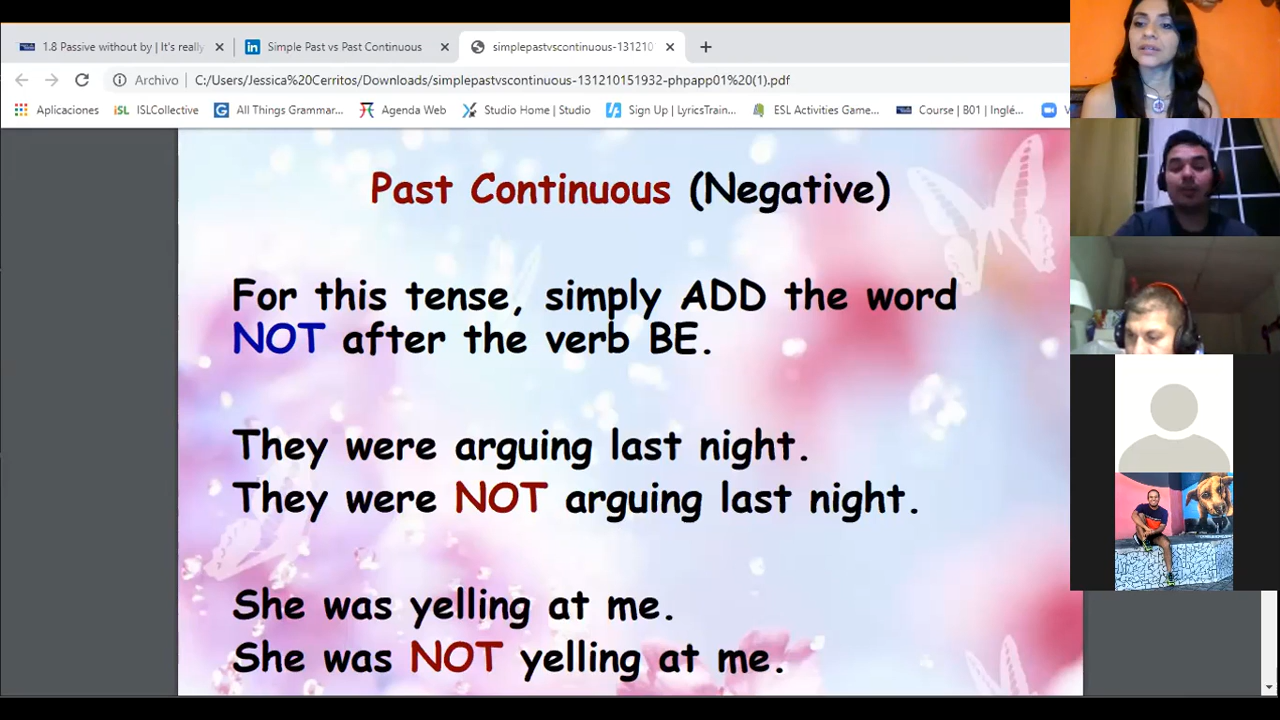 1.8 Passive without by | It's really
Simple Past vs Past Continuous
simplepastvscontinuous-131210
Archivo
C:/Users/Jessica%20Cerritos/Downloads/simplepastvscontinuous-131210151932-phpapp01%20(1).pdf
Aplicaciones
iSL ISLCollective
G All Things Grammar...
Agenda Web
Studio Home | Studio
Sign Up | LyricsTrain...
ESL Activities Game...
Course | B01 | Inglé...
Past Continuous (Negative)
For this tense, simply ADD the word
NOT after the verb BE.
They were arguing last night.
They were NOT arguing last night.
She was yelling at me.
She was NOT yelling at me.